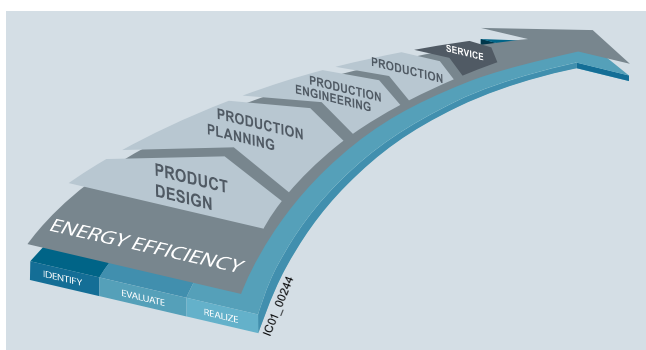 SERVICE
PRODUCTION
PRODUCTION
ENGINEERING
PRODUCTION
PLANNING
PRODUCT
DESIGN
ENERGY EFFICIENCY
IDENTIFY
EVALUATE
REALIZE
IC01_00244